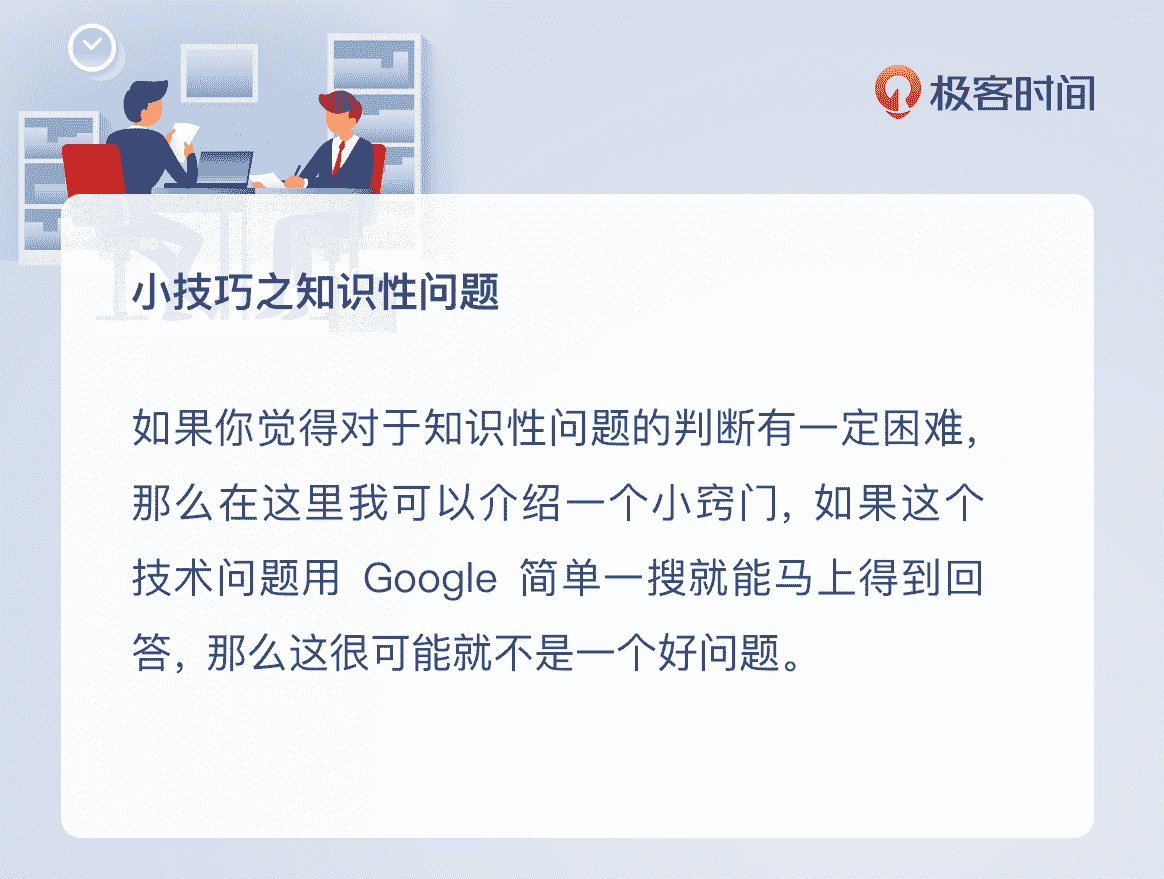 极客时间
小技巧之知识性问题
如果你觉得对于知识性问题的判断有一定困难,
那么在这里我可以介绍一个小窍门, 如果这个
技术问题用 Google 简单一搜就能马上得到回
答, 那么这很可能就不是一个好问题。